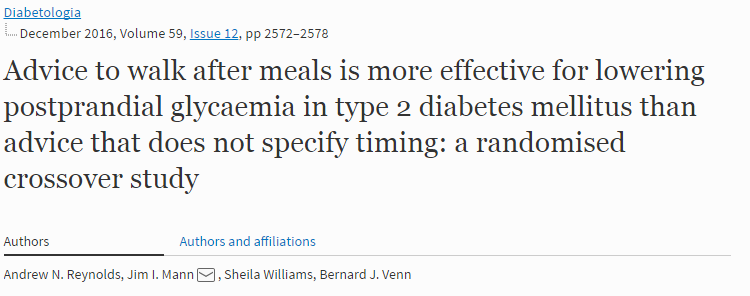 Diabetologia
December 2016, Volume 59, Issue 12, pp 2572–2578
Advice to walk after meals is more effective for lowering
postprandial glycaemia in type 2 diabetes mellitus than
advice that does not specify timing: a randomised
crossover study
Authors
Authors and affiliations
Andrew N. Reynolds, Jim I. Mann , Sheila Williams, Bernard J. Venn